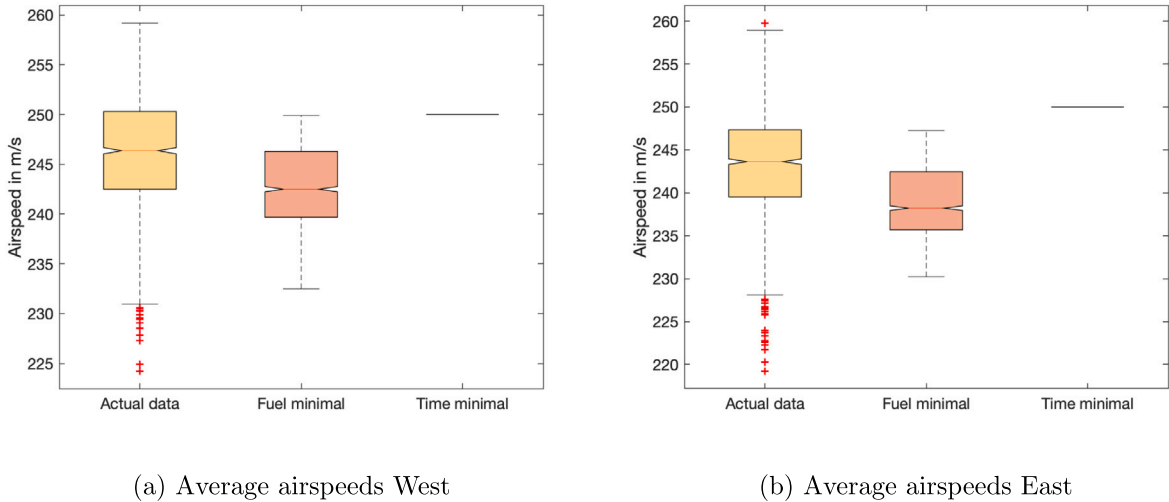 260
255
250
245
240
235
230
225
Airspeed in m/s
Actual data Fuel minimal Time minimal
(a) Average airspeeds West
260
255
250
245
240
235
230
225
220
Airspeed in m/s
Actual data Fuel minimal Time minimal
(b) Average airspeeds East